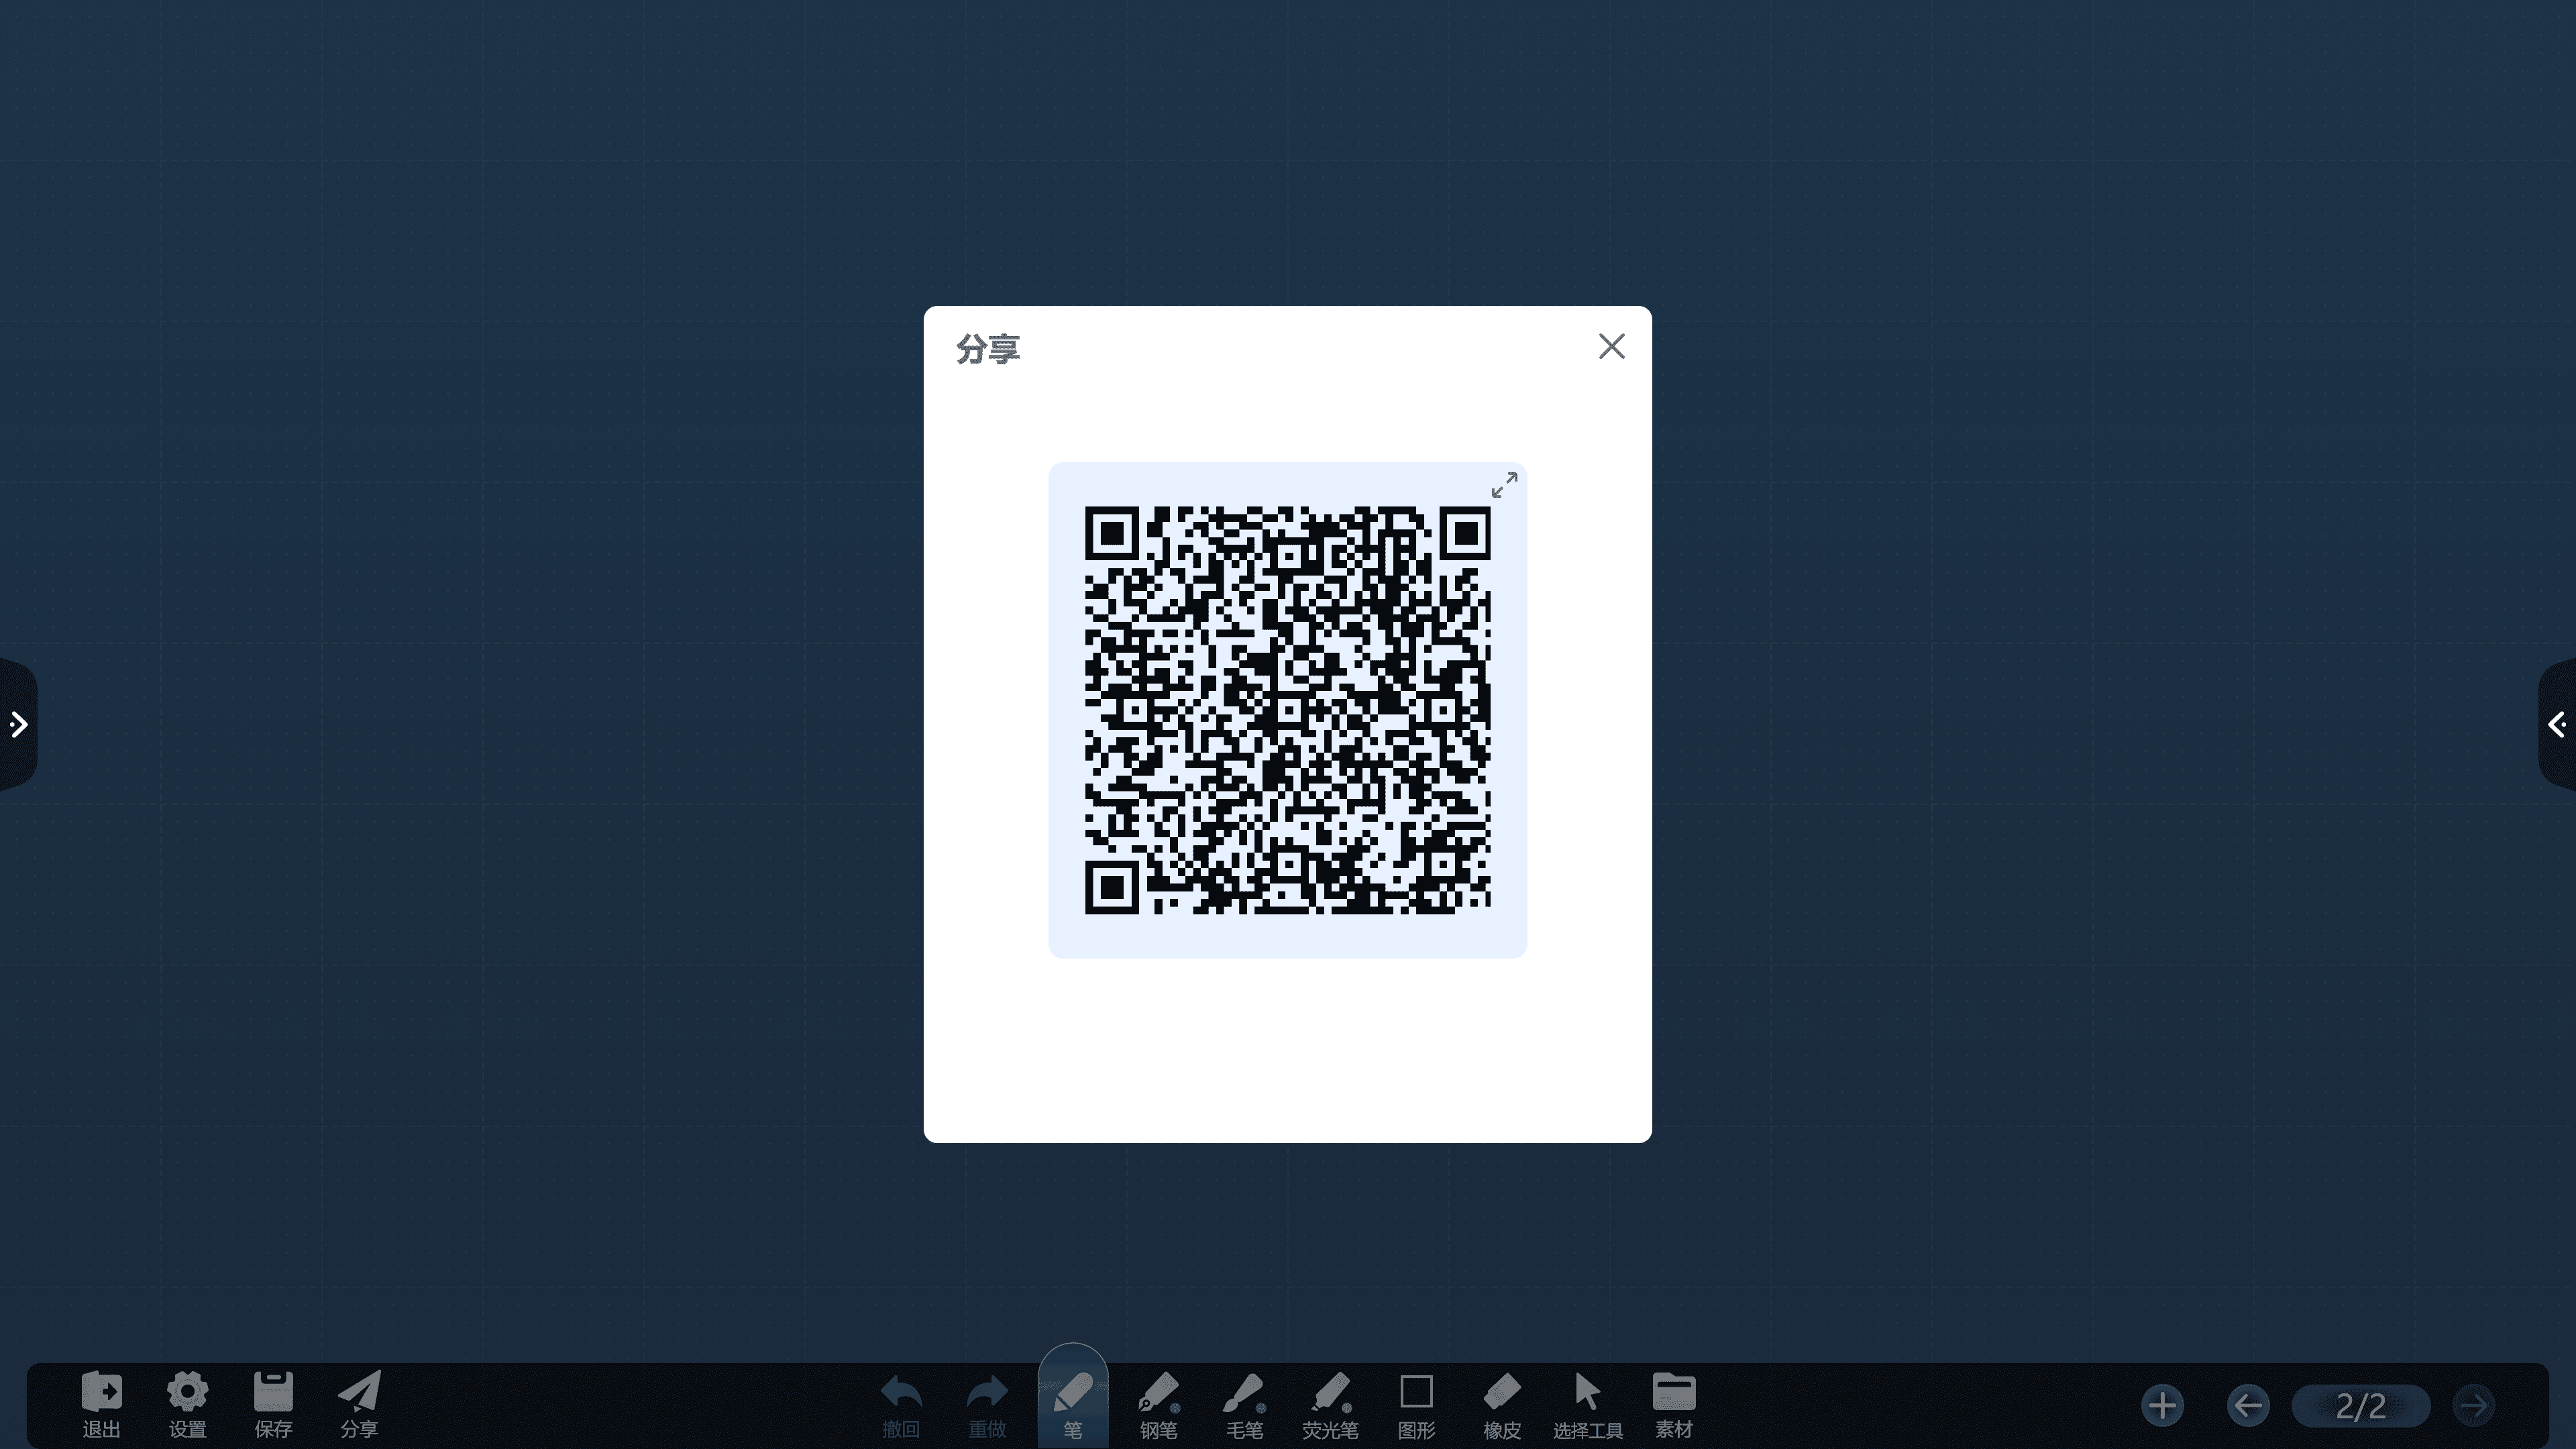 分享
退出 设置 保存 分享 撤回 重做 笔 钢笔 毛笔 荧光笔 图形 橡皮 选择工具 素材 2/2